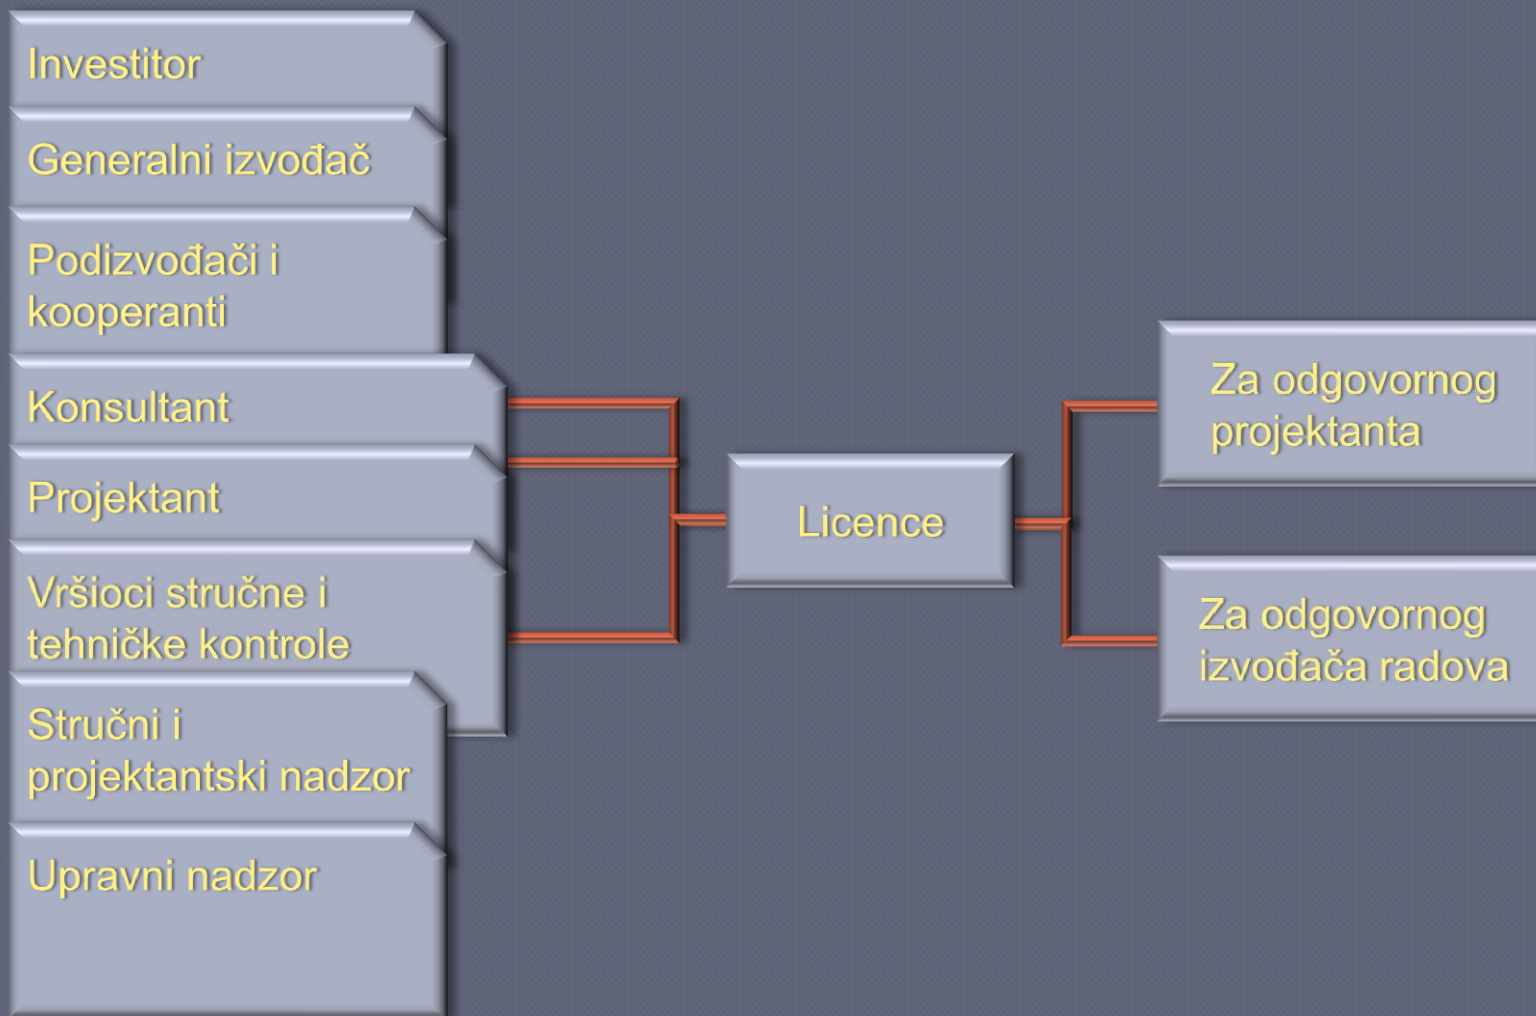 Investitor
Generalni izvođač
Podizvođači i
kooperanti
Konsultant
Projektant
Vršioci stručne i
tehničke kontrole
Stručni i
projektantski nadzor
Upravni nadzor
Licence
Za odgovornog
projektanta
Za odgovornog
izvođača radova